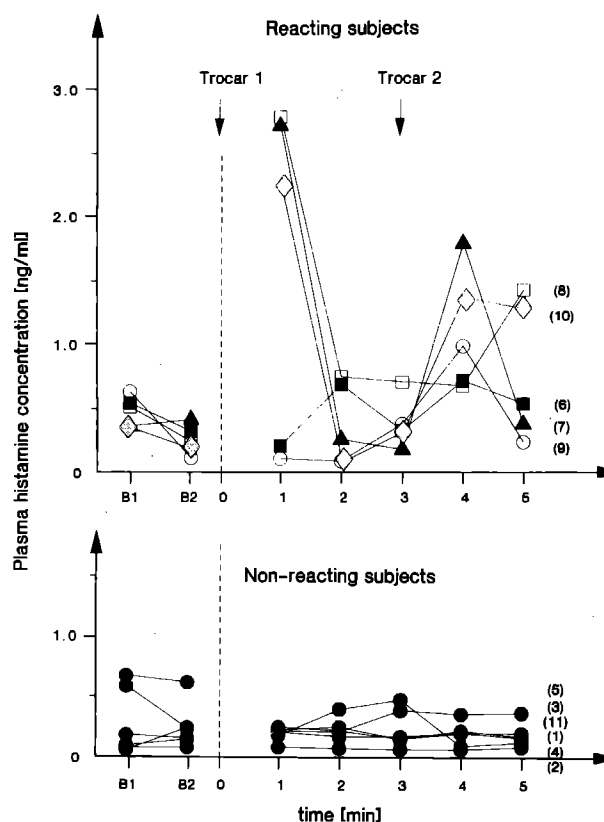 Reacting subjects
Trocar 1 Trocar 2
3.0
2.0
1.0
0
(8)
(10)
(6)
(7)
(9)
B1 B2 0 1 2 3 4 5
Plasma histamine concentration [ng/ml]
Non-reacting subjects
1.0
0
(5)
(3)
(11)
(1)
(4)
(2)
B1 B2 0 1 2 3 4 5
time [min]